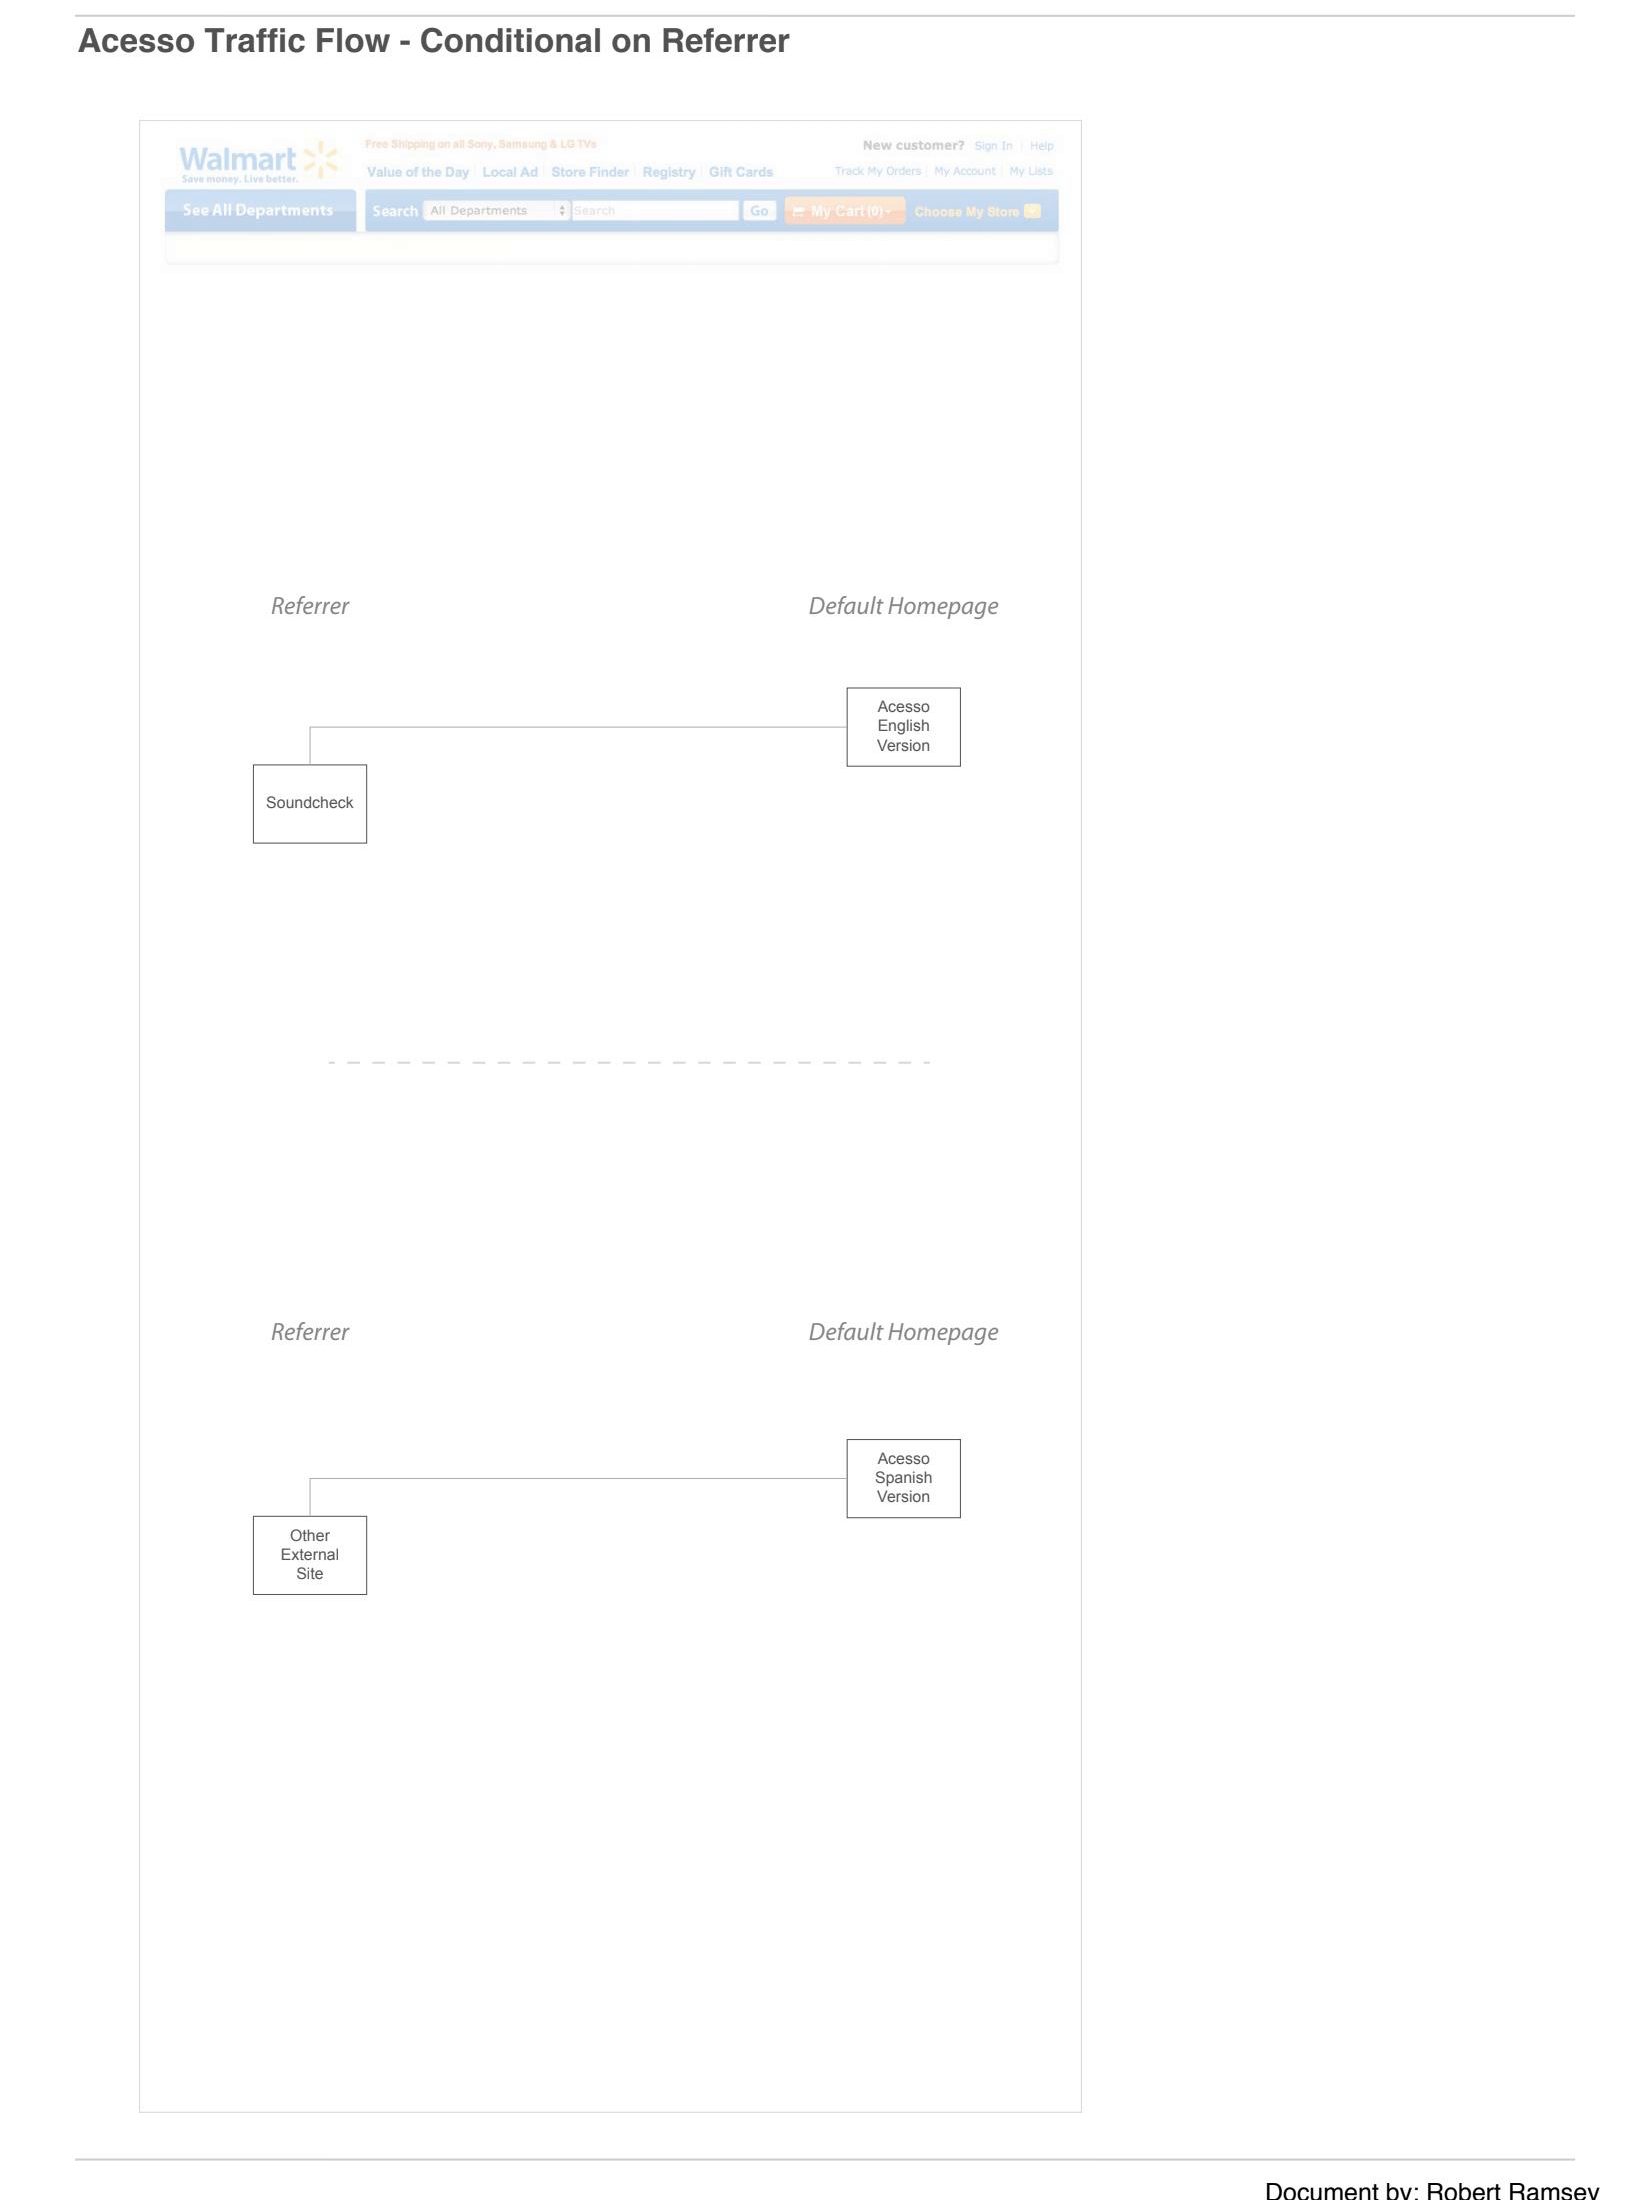 Acesso Traffic Flow - Conditional on Referrer
Walmart
Save money. Live better.
Free Shipping on all Sony, Samsung & LG TVs
New customer? Sign In | Help
Value of the Day | Local Ad | Store Finder | Registry | Gift Cards
Track My Orders | My Account | My Lists
See All Departments
Search All Departments Search Go My Cart (0) Choose My Store
Referrer Default Homepage
Acesso
English
Version
Soundcheck
Referrer Default Homepage
Acesso
Spanish
Version
Other
External
Site
Document by: Robert Ramsey